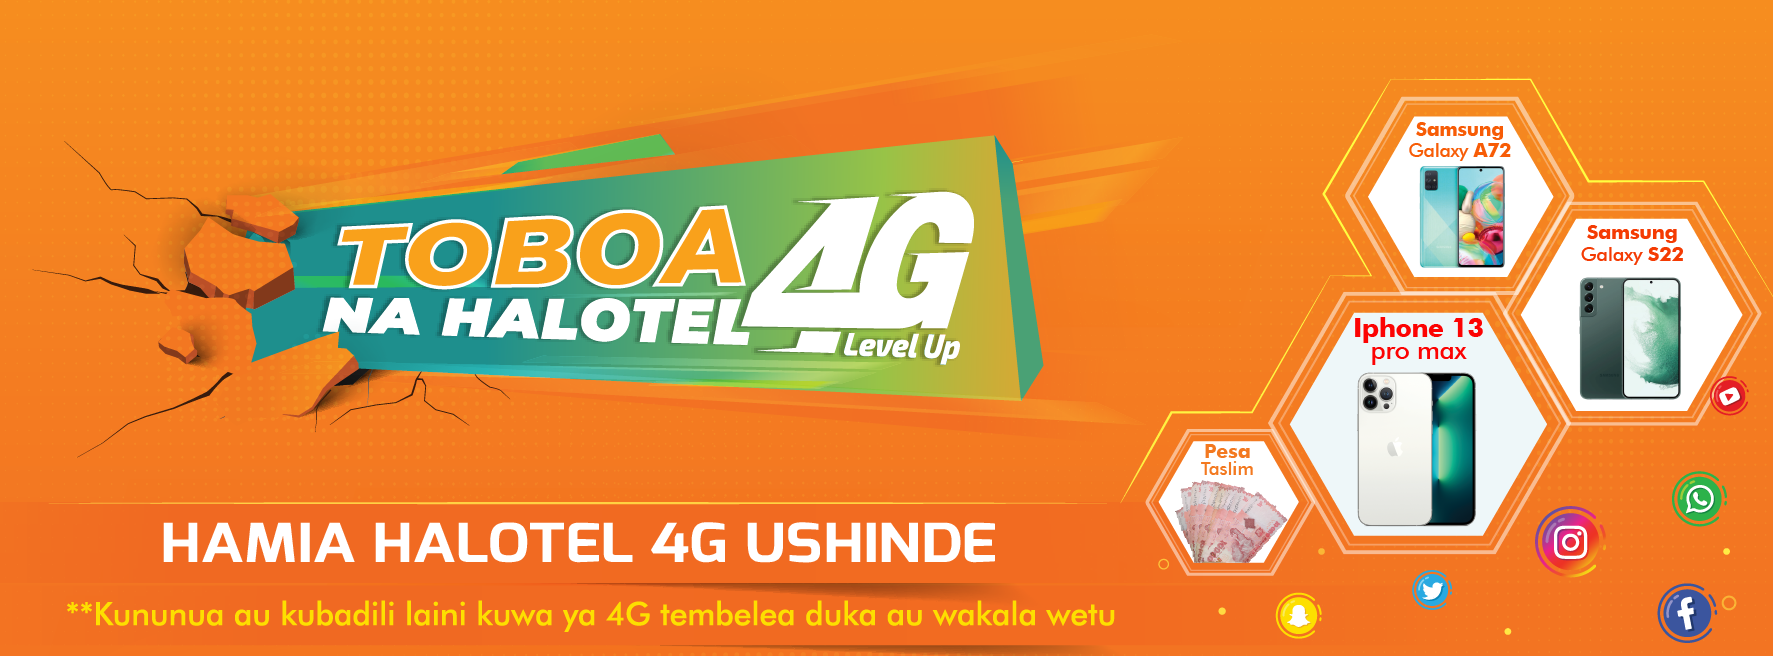 TOBOA
NA HALOTEL
4G
Level Up
HAMIA HALOTEL 4G USHINDE
**Kununua au kubadili laini kuwa ya 4G tembelea duka au wakala wetu
Samsung
Galaxy A72
Samsung
Galaxy S22
Iphone 13
pro max
Pesa
Taslim